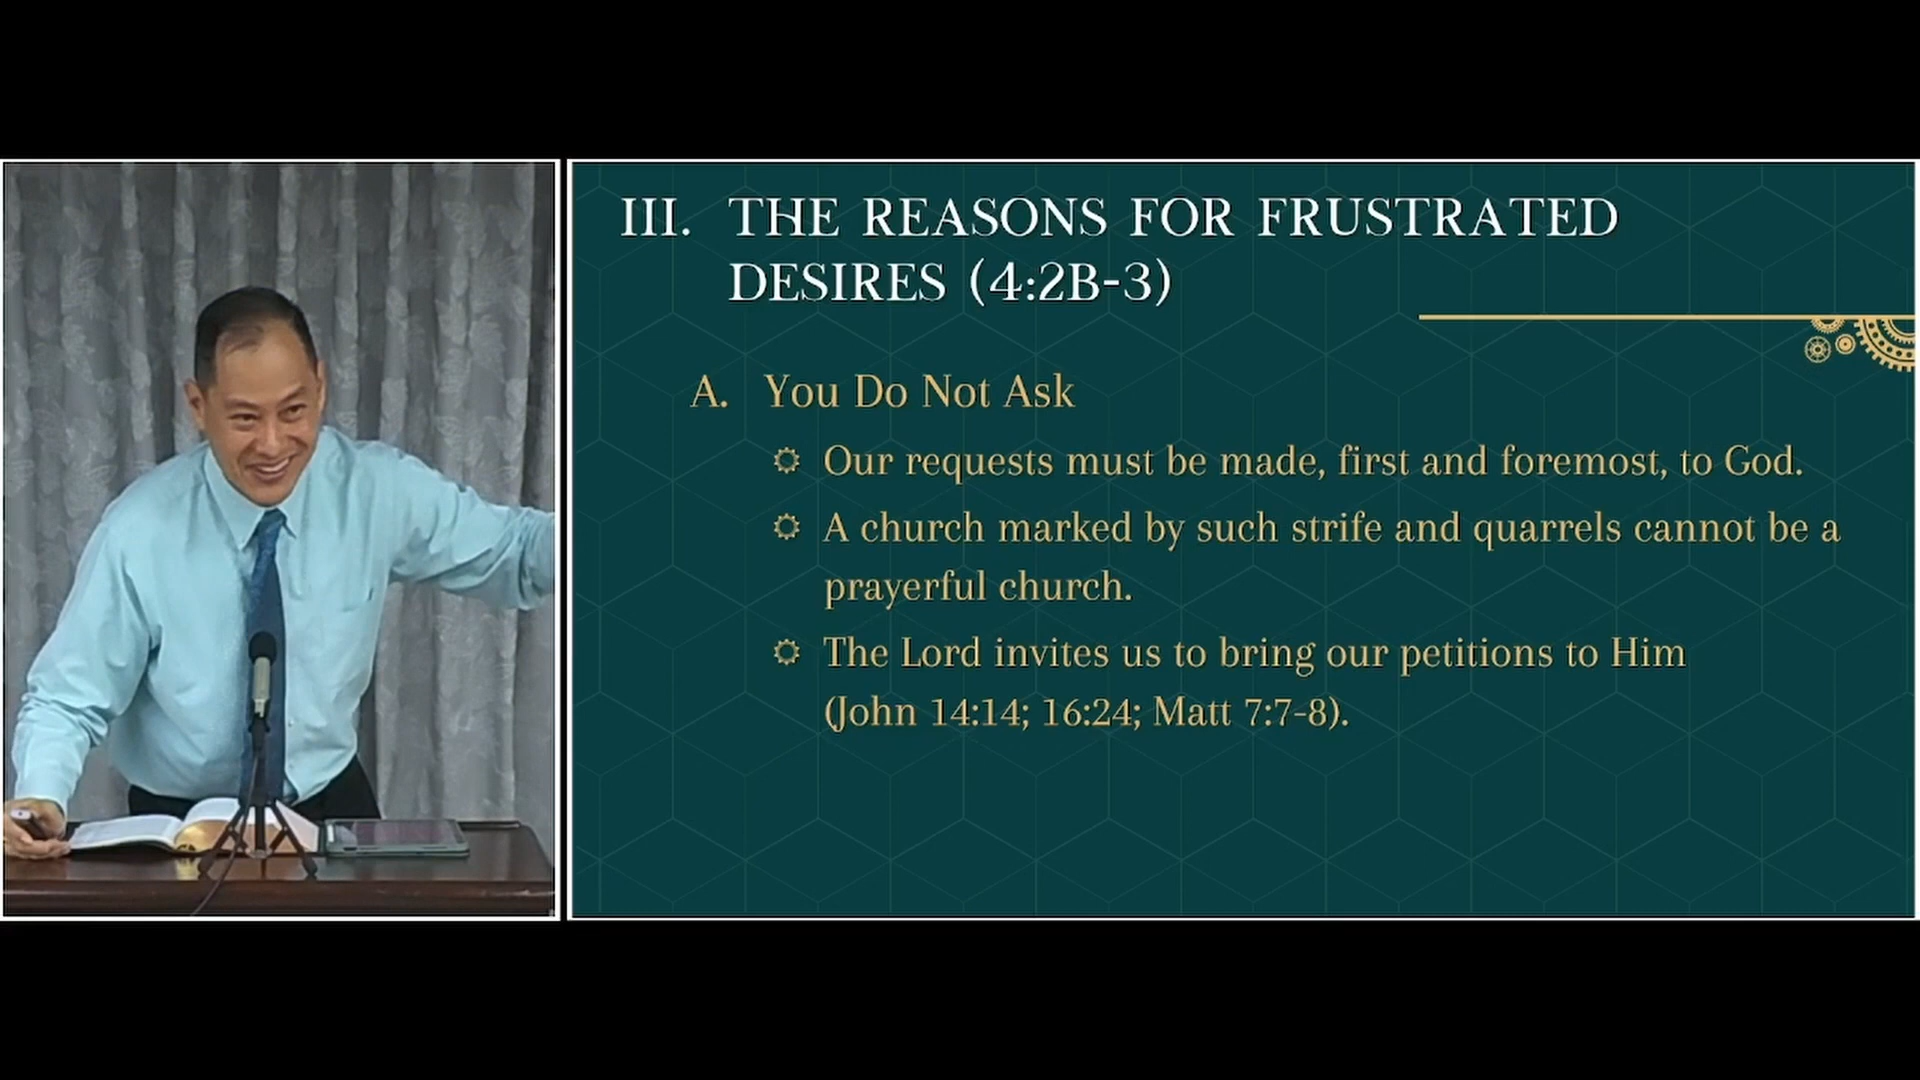 III. THE REASONS FOR FRUSTRATED
DESIRES (4:2B-3)
A. You Do Not Ask
Our requests must be made, first and foremost, to God.
A church marked by such strife and quarrels cannot be a
prayerful church.
The Lord invites us to bring our petitions to Him
(John 14:14; 16:24; Matt 7:7-8).